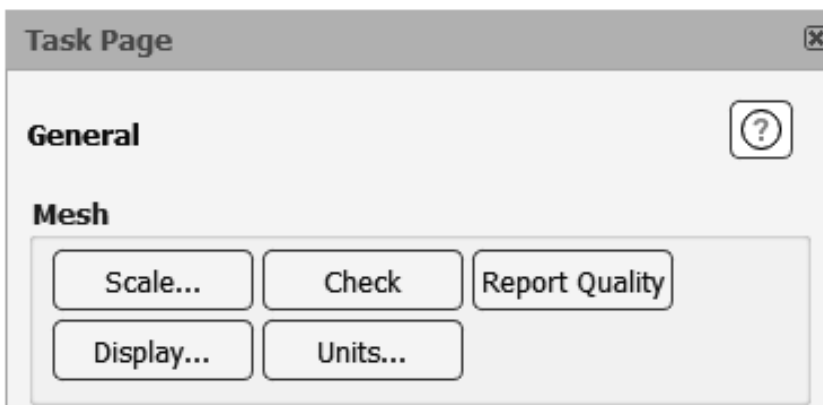 Task Page
General
Mesh
Scale... Check Report Quality
Display... Units...